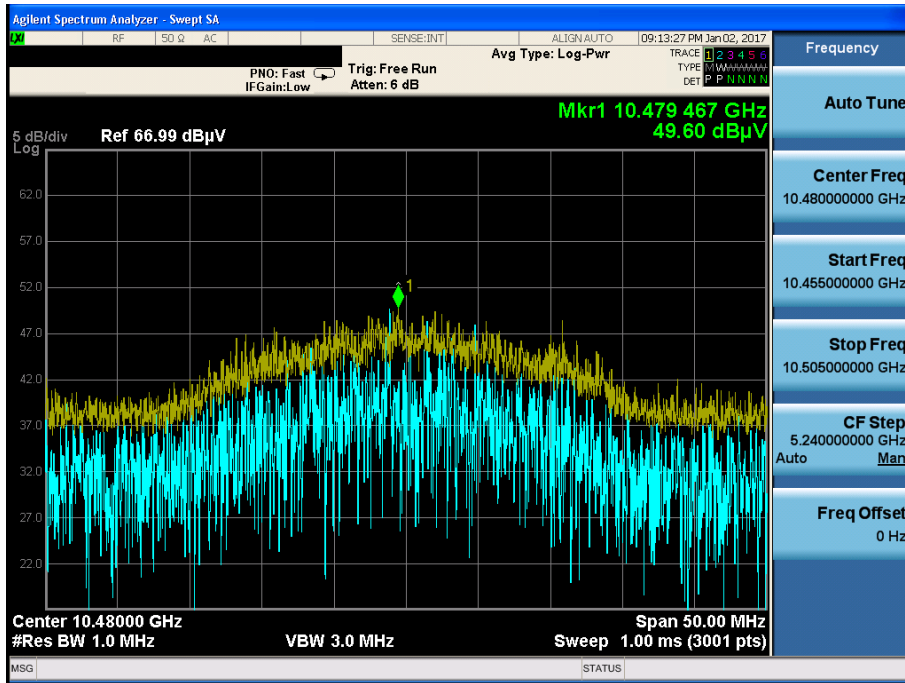 Agilent Spectrum Analyzer - Swept SA
LXI RF 50 Ω AC SENSE:INT ALIGN AUTO 09:13:27 PM Jan 02, 2017
Frequency
Avg Type: Log-Pwr
TRACE 1 2 3 4 5 6
TYPE M W W W W W
DET P P N N N N
PNO: Fast
IFGain:Low
Trig: Free Run
Atten: 6 dB
Auto Tune
Mkr1 10.479 467 GHz
49.60 dBµV
5 dB/div
Log
Ref 66.99 dBµV
62.0
57.0
52.0
47.0
42.0
37.0
32.0
27.0
22.0
1
Center Freq
10.480000000 GHz
Start Freq
10.455000000 GHz
Stop Freq
10.505000000 GHz
CF Step
5.240000000 GHz
Auto Man
Freq Offset
0 Hz
Center 10.48000 GHz Span 50.00 MHz
#Res BW 1.0 MHz VBW 3.0 MHz Sweep 1.00 ms (3001 pts)
MSG STATUS